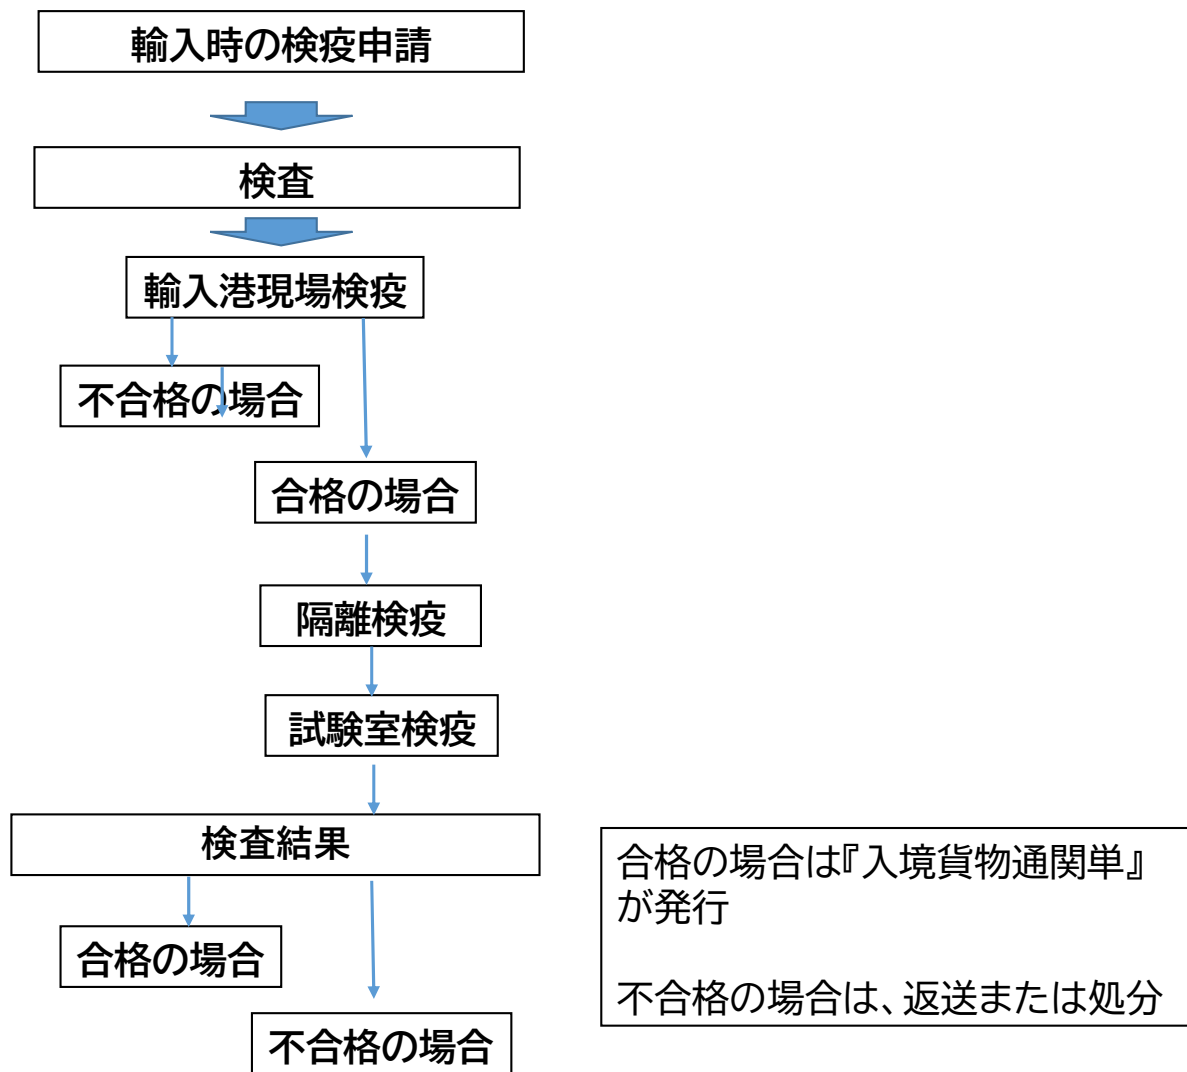 輸入時の検疫申請
検査
輸入港現場検疫
不合格の場合
合格の場合
隔離検疫
試験室検疫
検査結果
合格の場合は『入境貨物通関単』
が発行
不合格の場合は、返送または処分
合格の場合
不合格の場合